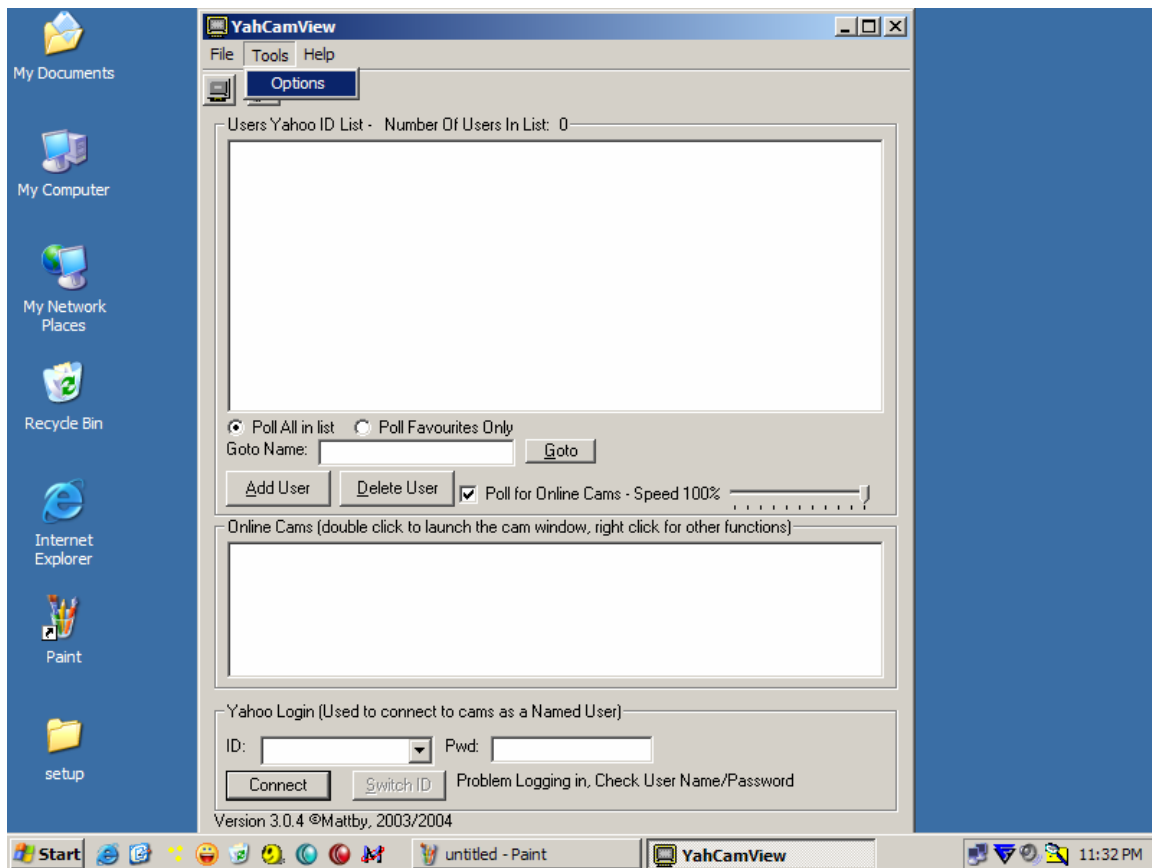 My Documents
My Computer
My Network
Places
Recycle Bin
Internet
Explorer
Paint
setup
YahCamView
File Tools Help
Options
Users Yahoo ID List - Number Of Users In List: 0
Poll All in list Poll Favourites Only
Goto Name: Goto
Add User Delete User Poll for Online Cams - Speed 100%
Online Cams (double click to launch the cam window, right click for other functions)
Yahoo Login (Used to connect to cams as a Named User)
ID: Pwd:
Connect Switch ID Problem Logging in, Check User Name/Password
Version 3.0.4 ©Mattby, 2003/2004
Start untitled - Paint YahCamView 11:32 PM